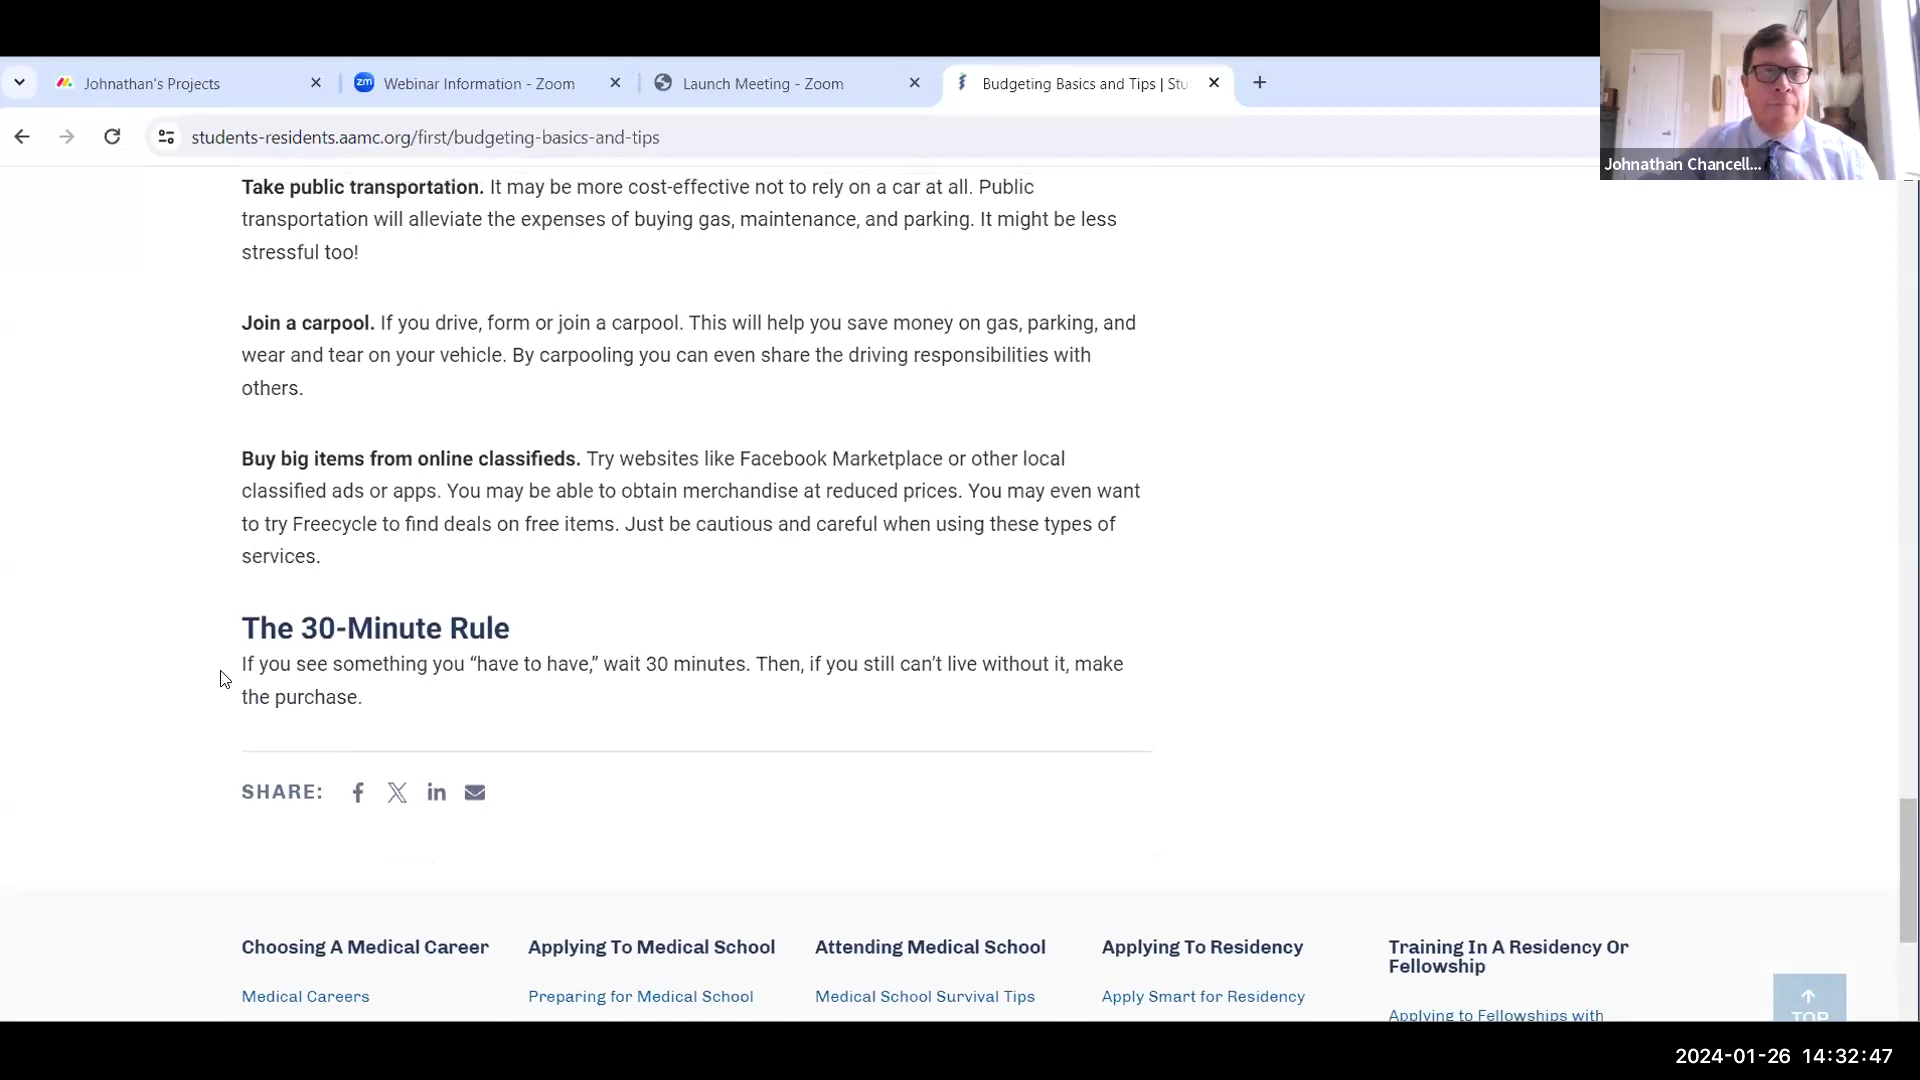 Johnathan's Projects
Webinar Information - Zoom
Launch Meeting - Zoom
Budgeting Basics and Tips | Stu
students-residents.aamc.org/first/budgeting-basics-and-tips
Johnathan Chancell...
Take public transportation. It may be more cost-effective not to rely on a car at all. Public
transportation will alleviate the expenses of buying gas, maintenance, and parking. It might be less
stressful too!
Join a carpool. If you drive, form or join a carpool. This will help you save money on gas, parking, and
wear and tear on your vehicle. By carpooling you can even share the driving responsibilities with
others.
Buy big items from online classifieds. Try websites like Facebook Marketplace or other local
classified ads or apps. You may be able to obtain merchandise at reduced prices. You may even want
to try Freecycle to find deals on free items. Just be cautious and careful when using these types of
services.
The 30-Minute Rule
If you see something you “have to have,” wait 30 minutes. Then, if you still can’t live without it, make
the purchase.
SHARE:
Choosing A Medical Career
Medical Careers
Applying To Medical School
Preparing for Medical School
Attending Medical School
Medical School Survival Tips
Applying To Residency
Apply Smart for Residency
Training In A Residency Or
Fellowship
Applying to Fellowships with
TOP
2024-01-26 14:32:47